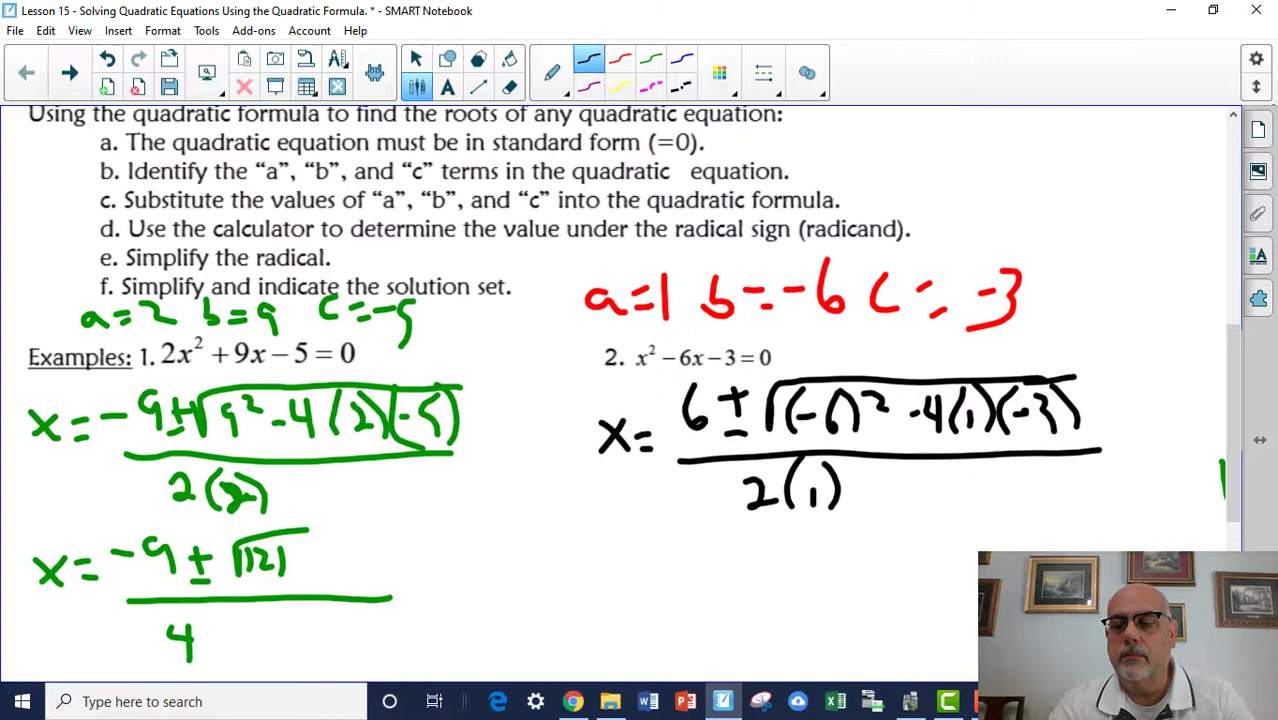 Lesson 15 - Solving Quadratic Equations Using the Quadratic Formula. * - SMART Notebook
File Edit View Insert Format Tools Add-ons Account Help
Using the quadratic formula to find the roots of any quadratic equation:
a. The quadratic equation must be in standard form (=0).
b. Identify the “a”, “b”, and “c” terms in the quadratic equation.
c. Substitute the values of “a”, “b”, and “c” into the quadratic formula.
d. Use the calculator to determine the value under the radical sign (radicand).
e. Simplify the radical.
f. Simplify and indicate the solution set.
a=2 b=9 c=-5
a=1 b=-6 c=-3
Examples: 1. 2x² + 9x - 5 = 0
2. x² - 6x - 3 = 0
x = -9 ± √9² - 4(2)(-5)
2(2)
x = 6 ± √(-6)² - 4(1)(-3)
2(1)
x = -9 ± √121
4
Type here to search